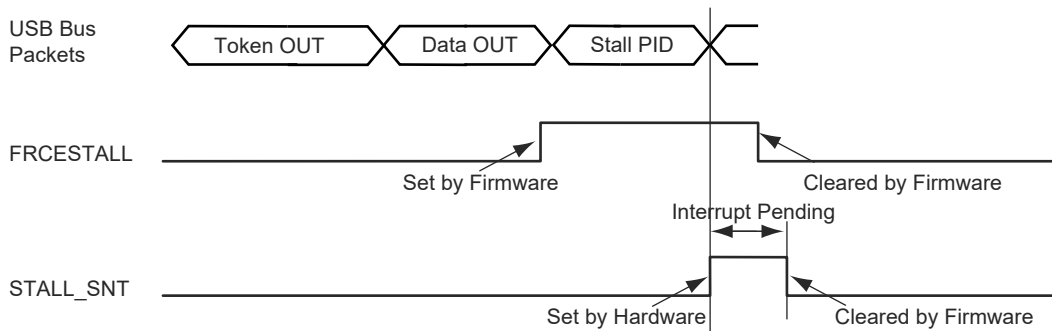 USB Bus
Packets
Token OUT
Data OUT
Stall PID
FRCESTALL
Set by Firmware
Cleared by Firmware
Interrupt Pending
STALL_SNT
Set by Hardware
Cleared by Firmware